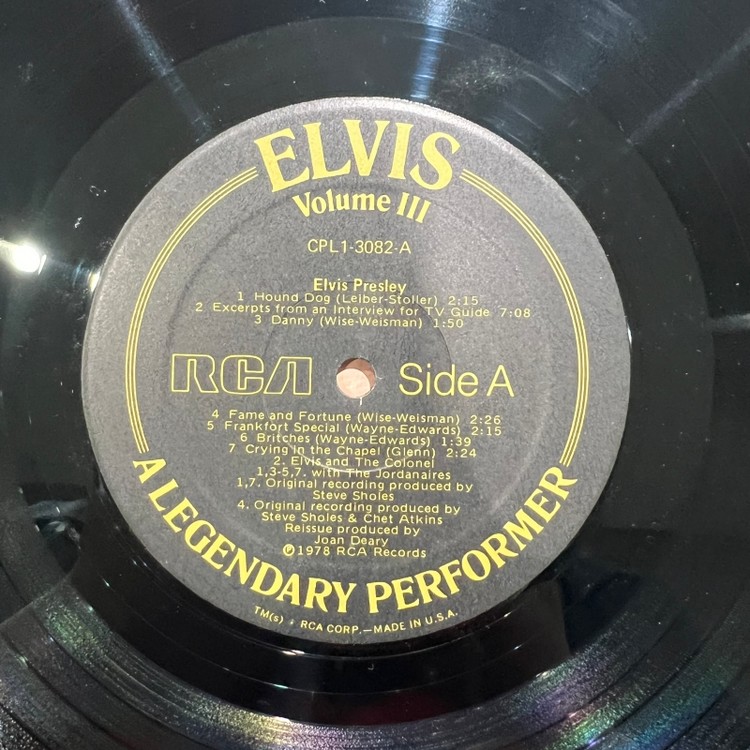 ELVIS
Volume III
CPL1-3082-A
Elvis Presley
1 Hound Dog (Leiber-Stoller) 2:15
2 Excerpts from an Interview for TV Guide 7:08
3 Danny (Wise-Weisman) 1:50
RCA Side A
4 Fame and Fortune (Wise-Weisman) 2:26
5 Frankfort Special (Wayne-Edwards) 2:15
6 Britches (Wayne-Edwards) 1:39
7 Crying in the Chapel (Glenn) 2:24
2. Elvis and The Colonel
1,3-5,7. with The Jordanaires
1,7. Original recording produced by
Steve Sholes
4. Original recording produced by
Steve Sholes & Chet Atkins
Reissue produced by
Joan Deary
℗1978 RCA Records
A LEGENDARY PERFORMER
TM(s) ® RCA CORP.—MADE IN U.S.A.